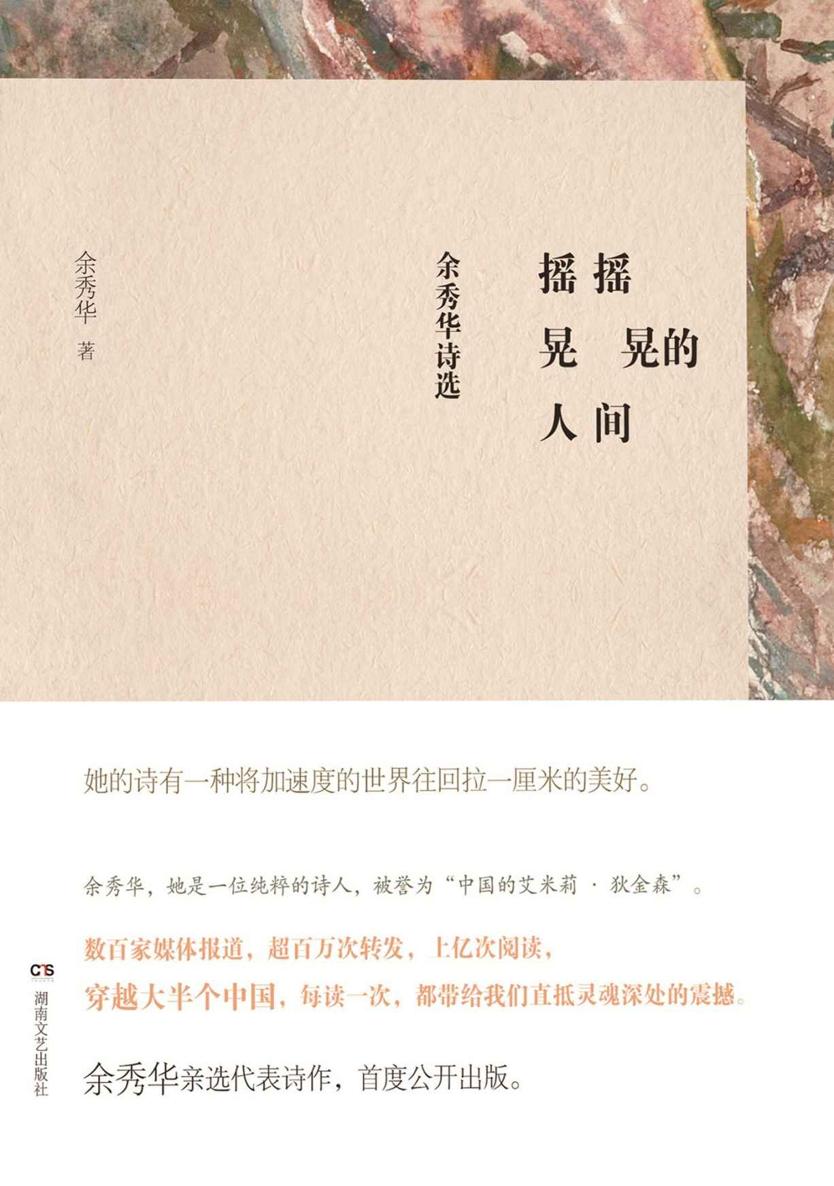 摇摇
晃晃的
人间
余秀华诗选
余秀华 著
她的诗有一种将加速度的世界往回拉一厘米的美好。
余秀华，她是一位纯粹的诗人，被誉为“中国的艾米莉·狄金森”。
数百家媒体报道，超百万次转发，上亿次阅读，
穿越大半个中国，每读一次，都带给我们直抵灵魂深处的震撼。
余秀华亲选代表诗作，首度公开出版。
CTS
湖南文艺出版社